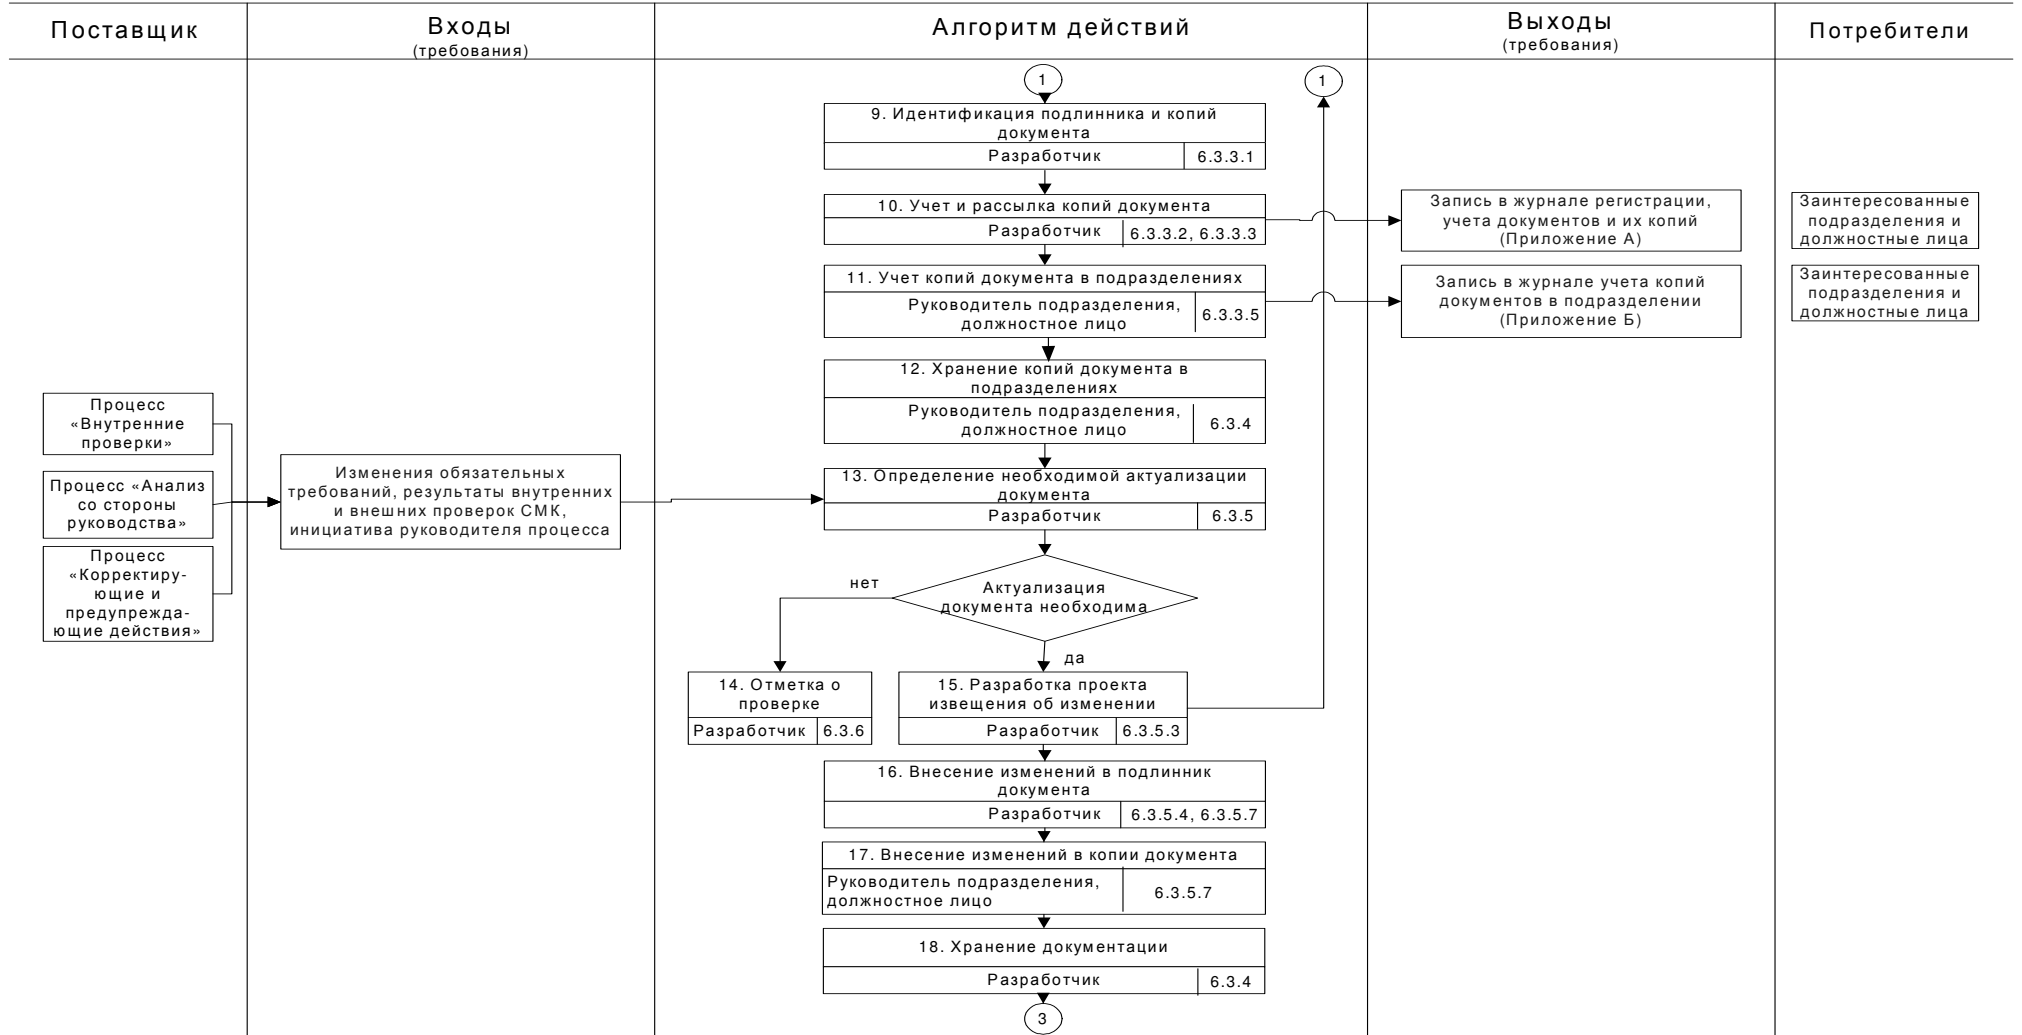 Поставщик
Входы
(требования)
Алгоритм действий
Выходы
(требования)
Потребители
1
1
9. Идентификация подлинника и копий
документа
Разработчик
6.3.3.1
10. Учет и рассылка копий документа
Разработчик
6.3.3.2, 6.3.3.3
Запись в журнале регистрации,
учета документов и их копий
(Приложение А)
Заинтересованные
подразделения и
должностные лица
11. Учет копий документа в подразделениях
Руководитель подразделения,
должностное лицо
6.3.3.5
Запись в журнале учета копий
документов в подразделении
(Приложение Б)
Заинтересованные
подразделения и
должностные лица
12. Хранение копий документа в
подразделениях
Руководитель подразделения,
должностное лицо
6.3.4
Процесс
«Внутренние
проверки»
Процесс «Анализ
со стороны
руководства»
Процесс
«Корректиру-
ющие и
предупрежда-
ющие действия»
Изменения обязательных
требований, результаты внутренних
и внешних проверок СМК,
инициатива руководителя процесса
13. Определение необходимой актуализации
документа
Разработчик
6.3.5
нет
Актуализация
документа необходима
да
14. Отметка о
проверке
Разработчик
6.3.6
15. Разработка проекта
извещения об изменении
Разработчик
6.3.5.3
16. Внесение изменений в подлинник
документа
Разработчик
6.3.5.4, 6.3.5.7
17. Внесение изменений в копии документа
Руководитель подразделения,
должностное лицо
6.3.5.7
18. Хранение документации
Разработчик
6.3.4
3